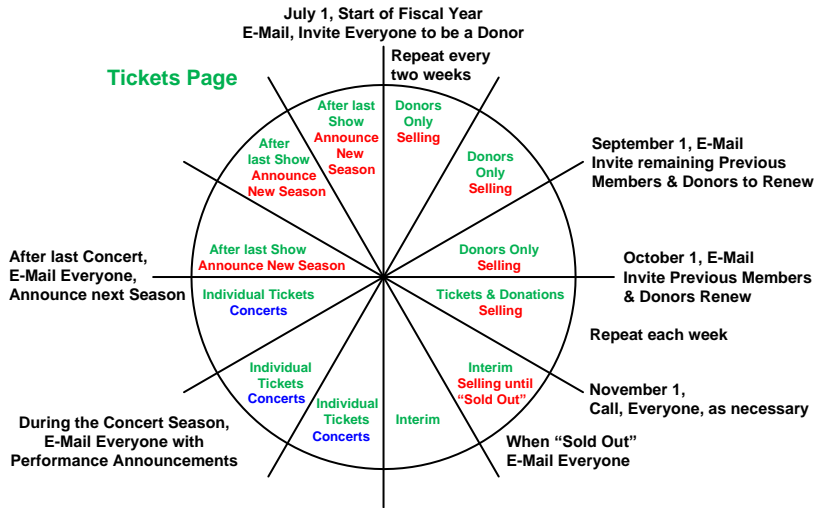 July 1, Start of Fiscal Year
E-Mail, Invite Everyone to be a Donor
Repeat every
two weeks
Tickets Page
After last
Show
Announce
New
Season
Donors
Only
Selling
After
last Show
Announce
New Season
Donors
Only
Selling
September 1, E-Mail
Invite remaining Previous
Members & Donors to Renew
After last Show
Announce New Season
Donors Only
Selling
After last Concert,
E-Mail Everyone,
Announce next Season
October 1, E-Mail
Invite Previous Members
& Donors Renew
Individual Tickets
Concerts
Tickets & Donations
Selling
Repeat each week
Individual
Tickets
Concerts
Interim
Selling until
“Sold Out”
November 1,
Call, Everyone, as necessary
Individual
Tickets
Concerts
Interim
During the Concert Season,
E-Mail Everyone with
Performance Announcements
When “Sold Out”
E-Mail Everyone